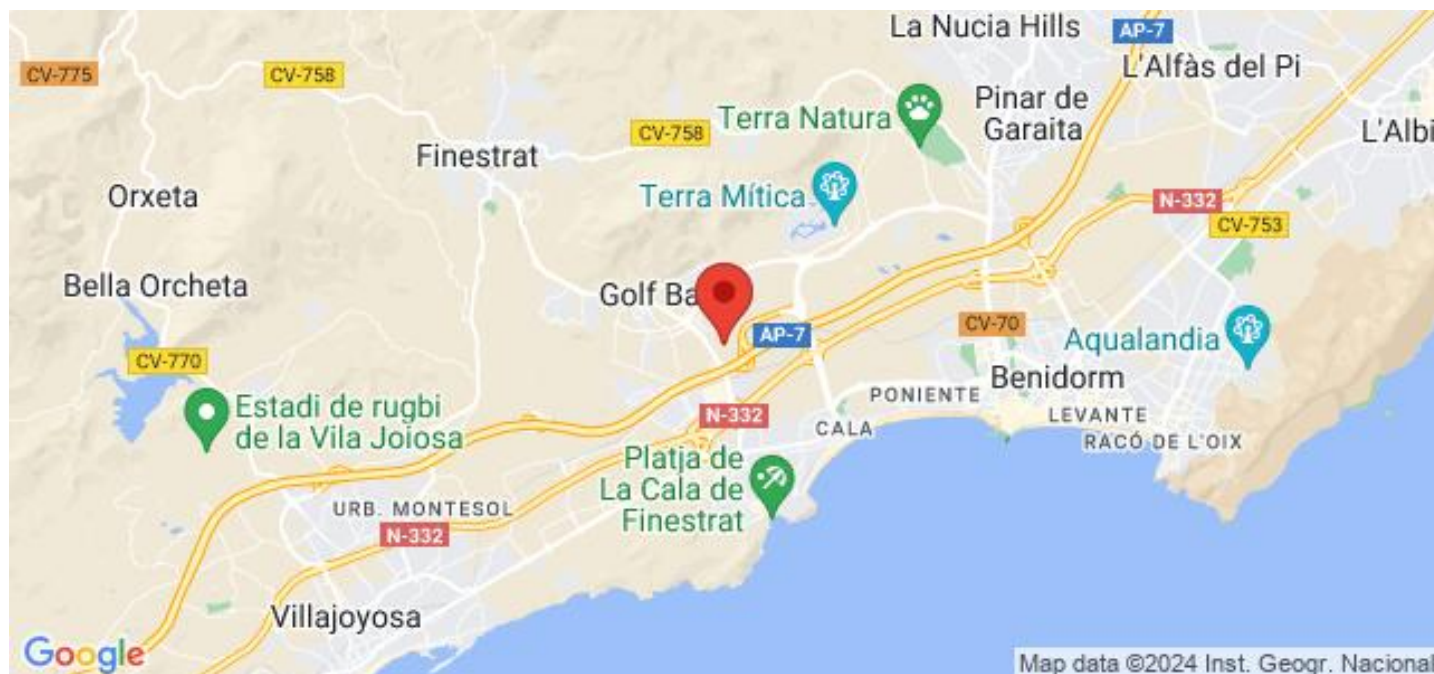 La Nucia Hills
AP-7
CV-775
CV-758
L'Alfàs del Pi
Terra Natura
Pinar de
Garaita
CV-758
L'Albi
Finestrat
Orxeta
Terra Mítica
N-332
CV-753
Bella Orcheta
Golf Ba
AP-7
CV-70
Aqualandia
CV-770
Benidorm
PONIENTE
LEVANTE
Estadi de rugbi
de la Vila Joiosa
N-332
CALA
RACÓ DE L'OIX
Platja de
La Cala de
Finestrat
URB. MONTESOL
N-332
Villajoyosa
Google
Map data ©2024 Inst. Geogr. Nacional